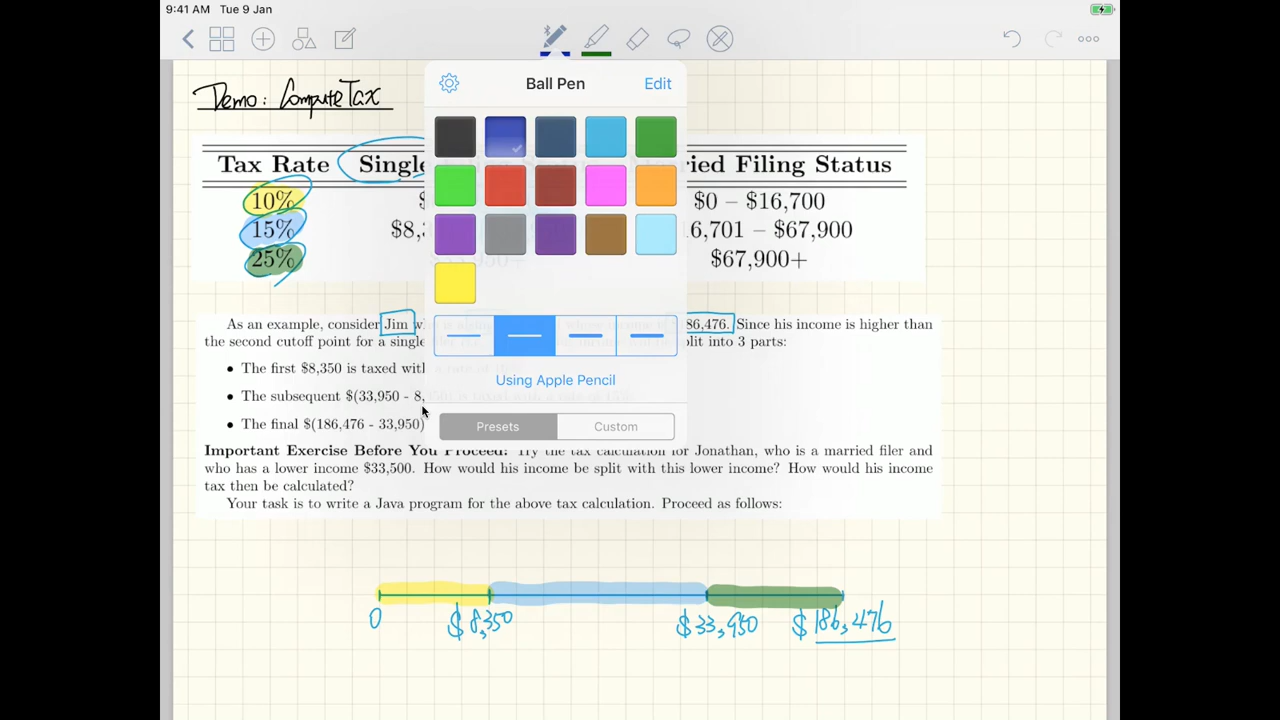 9:41 AM Tue 9 Jan
Ball Pen
Edit
Demo: ComputeTax
Tax Rate Single ried Filing Status
10% $ $0 – $16,700
15% $8,3 6,701 – $67,900
25% $67,900+
As an example, consider Jim w 86,476. Since his income is higher than
the second cutoff point for a single lit into 3 parts:
• The first $8,350 is taxed with
• The subsequent $(33,950 - 8,
• The final $(186,476 - 33,950)
Using Apple Pencil
Presets Custom
Important Exercise Before You Proceed: Try the tax calculation for Jonathan, who is a married filer and
who has a lower income $33,500. How would his income be split with this lower income? How would his income
tax then be calculated?
Your task is to write a Java program for the above tax calculation. Proceed as follows:
0 $8,350 $33,950 $186,476